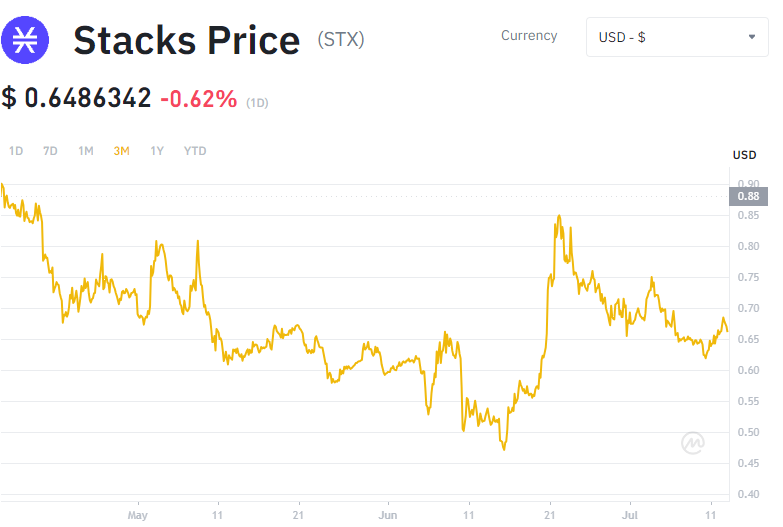 Stacks Price (STX)
Currency
USD - $
$ 0.6486342 -0.62% (1D)
1D 7D 1M 3M 1Y YTD
USD
0.90
0.88
0.85
0.80
0.75
0.70
0.65
0.60
0.55
0.50
0.45
0.40
May 11 21 Jun 11 21 Jul 11